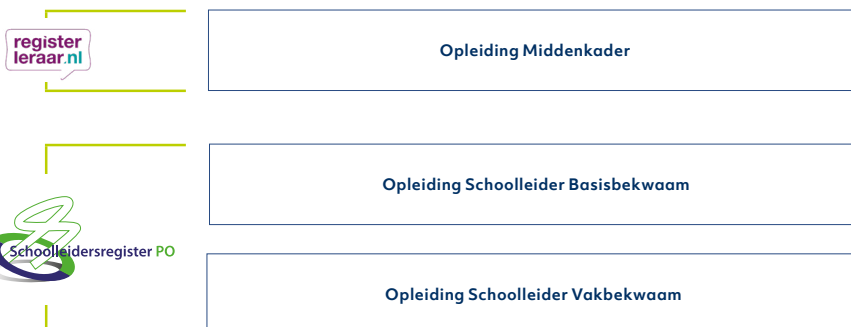 register
leraar.nl
Opleiding Middenkader
Opleiding Schoolleider Basisbekwaam
Schoolleidersregister PO
Opleiding Schoolleider Vakbekwaam